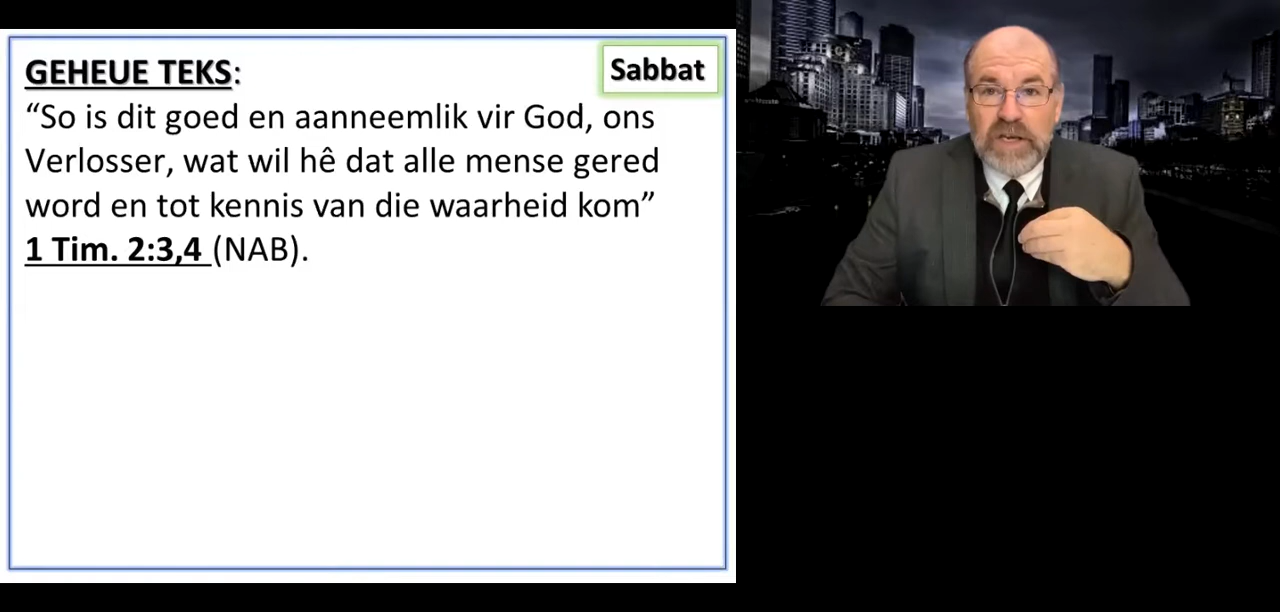 GEHEUE TEKS:
Sabbat
“So is dit goed en aanneemlik vir God, ons
Verlosser, wat wil hê dat alle mense gered
word en tot kennis van die waarheid kom”
1 Tim. 2:3,4 (NAB).